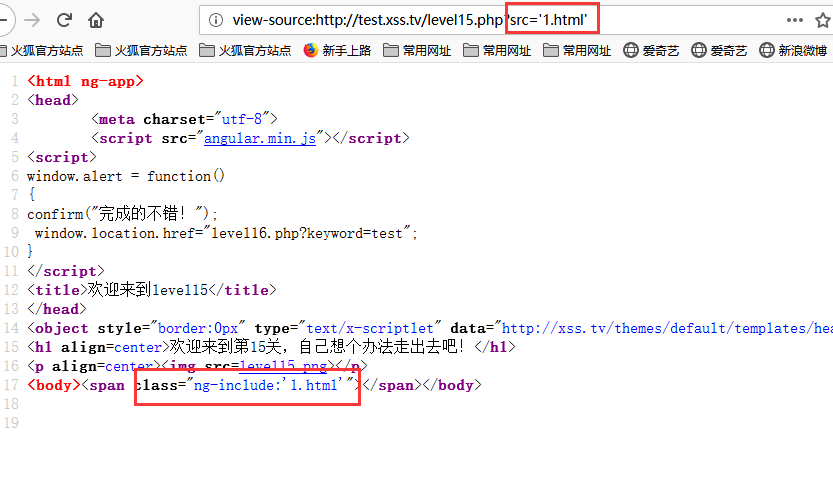 view-source:http://test.xss.tv/level15.php?src='1.html'
火狐官方站点 火狐官方站点 火狐官方站点 新手上路 常用网址 常用网址 常用网址 爱奇艺 爱奇艺 新浪微博
1 <html ng-app>
2 <head>
3 <meta charset="utf-8">
4 <script src="angular.min.js"></script>
5 <script>
6 window.alert = function()
7 {
8 confirm("完成的不错！");
9 window.location.href="level16.php?keyword=test";
10 }
11 </script>
12 <title>欢迎来到level15</title>
13 </head>
14 <object style="border:0px" type="text/x-scriptlet" data="http://xss.tv/themes/default/templates/hea
15 <h1 align=center>欢迎来到第15关，自己想个办法走出去吧！</h1>
16 <p align=center><img src=level15.png></p>
17 <body><span class="ng-include:'1.html'"></span></body>
18
19